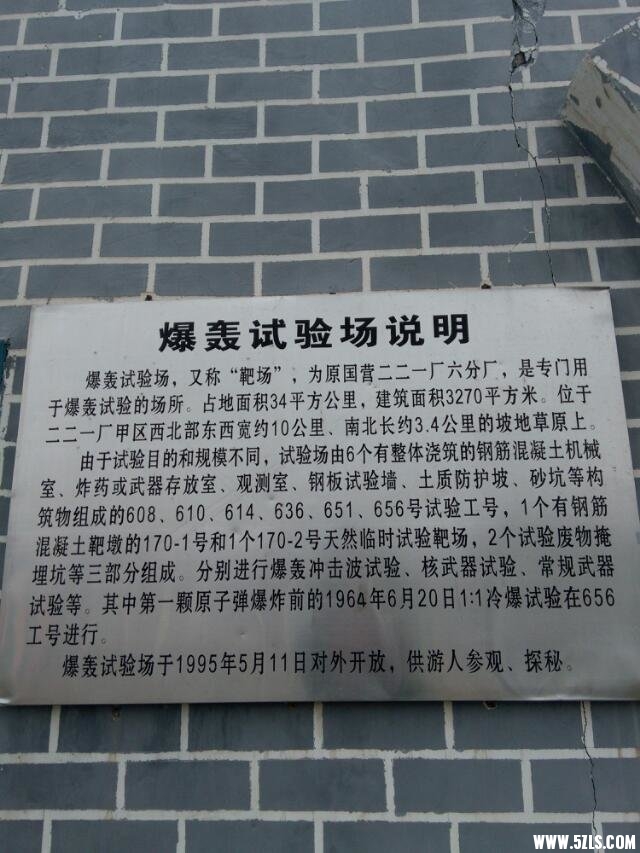 爆轰试验场说明
爆轰试验场，又称“靶场”，为原国营二二一厂六分厂，是专门用
于爆轰试验的场所。占地面积34平方公里，建筑面积3270平方米。位于
二二一厂甲区西北部东西宽约10公里、南北长约3.4公里的坡地草原上。
由于试验目的和规模不同，试验场由6个有整体浇筑的钢筋混凝土机械
室、炸药或武器存放室、观测室、钢板试验墙、土质防护坡、砂坑等构
筑物组成的608、610、614、636、651、656号试验工号，1个有钢筋
混凝土靶墩的170-1号和1个170-2号天然临时试验靶场，2个试验废物掩
埋坑等三部分组成。分别进行爆轰冲击波试验、核武器试验、常规武器
试验等。其中第一颗原子弹爆炸前的1964年6月20日1:1冷爆试验在656
工号进行。
爆轰试验场于1995年5月11日对外开放，供游人参观、探秘。
WWW.5ZLS.COM